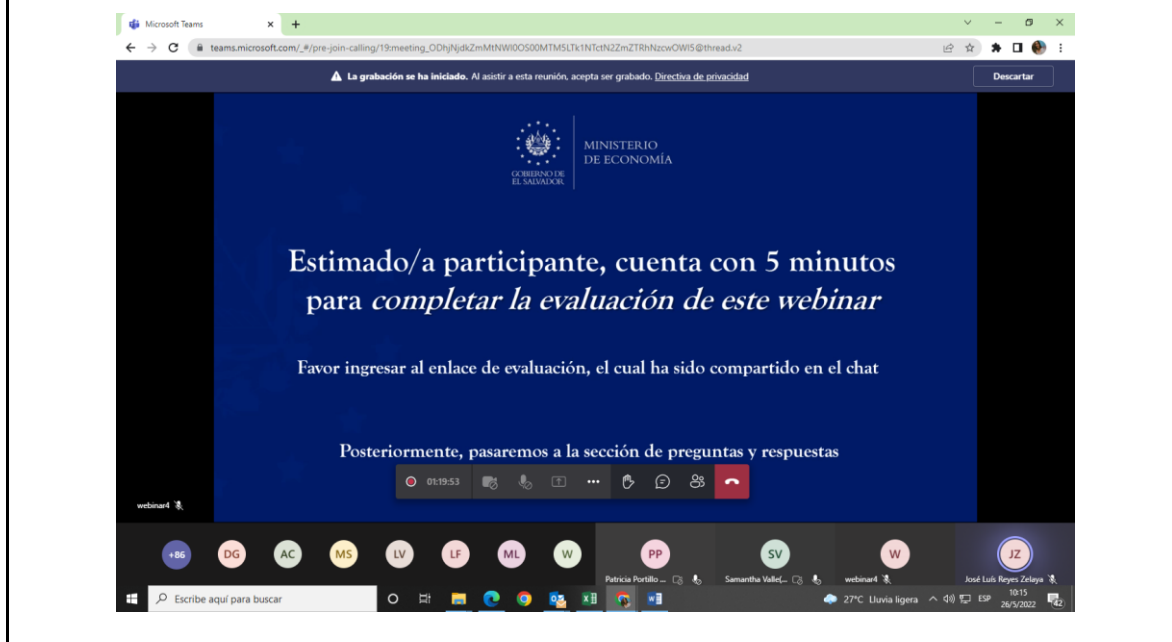 Microsoft Teams
teams.microsoft.com/_#/pre-join-calling/19:meeting_ODhjNjdkZmMtNWI0OS00MTM5LTk1NTctN2ZmZTRhNzcwOWI5@thread.v2
La grabación se ha iniciado. Al asistir a esta reunión, acepta ser grabado. Directiva de privacidad
Descartar
MINISTERIO
DE ECONOMÍA
GOBIERNO DE
EL SALVADOR
Estimado/a participante, cuenta con 5 minutos
para completar la evaluación de este webinar
Favor ingresar al enlace de evaluación, el cual ha sido compartido en el chat
Posteriormente, pasaremos a la sección de preguntas y respuestas
01:19:53
webinar4
+86 DG AC MS LV LF ML W PP SV W JZ
Patricia Portillo ... Samantha Valle(... webinar4 José Luis Reyes Zelaya
Escribe aquí para buscar
27°C Lluvia ligera ESP
10:15
26/5/2022
42